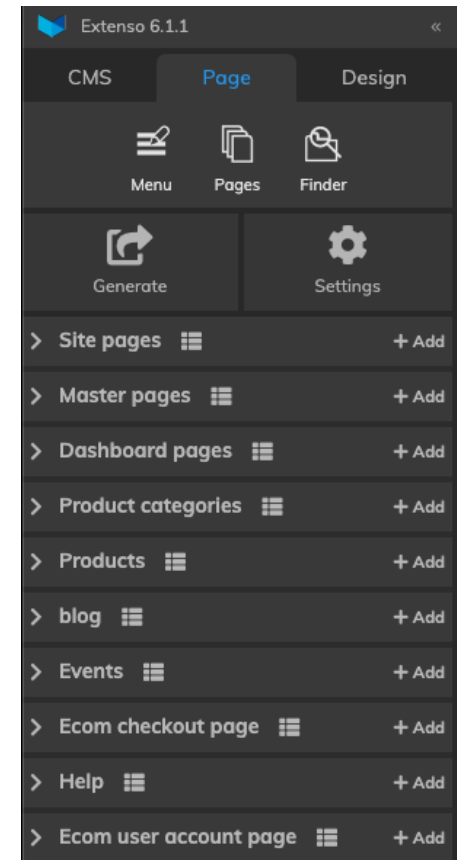 Extenso 6.1.1 «
CMS Page Design
Menu Pages Finder
Generate Settings
Site pages + Add
Master pages + Add
Dashboard pages + Add
Product categories + Add
Products + Add
blog + Add
Events + Add
Ecom checkout page + Add
Help + Add
Ecom user account page + Add